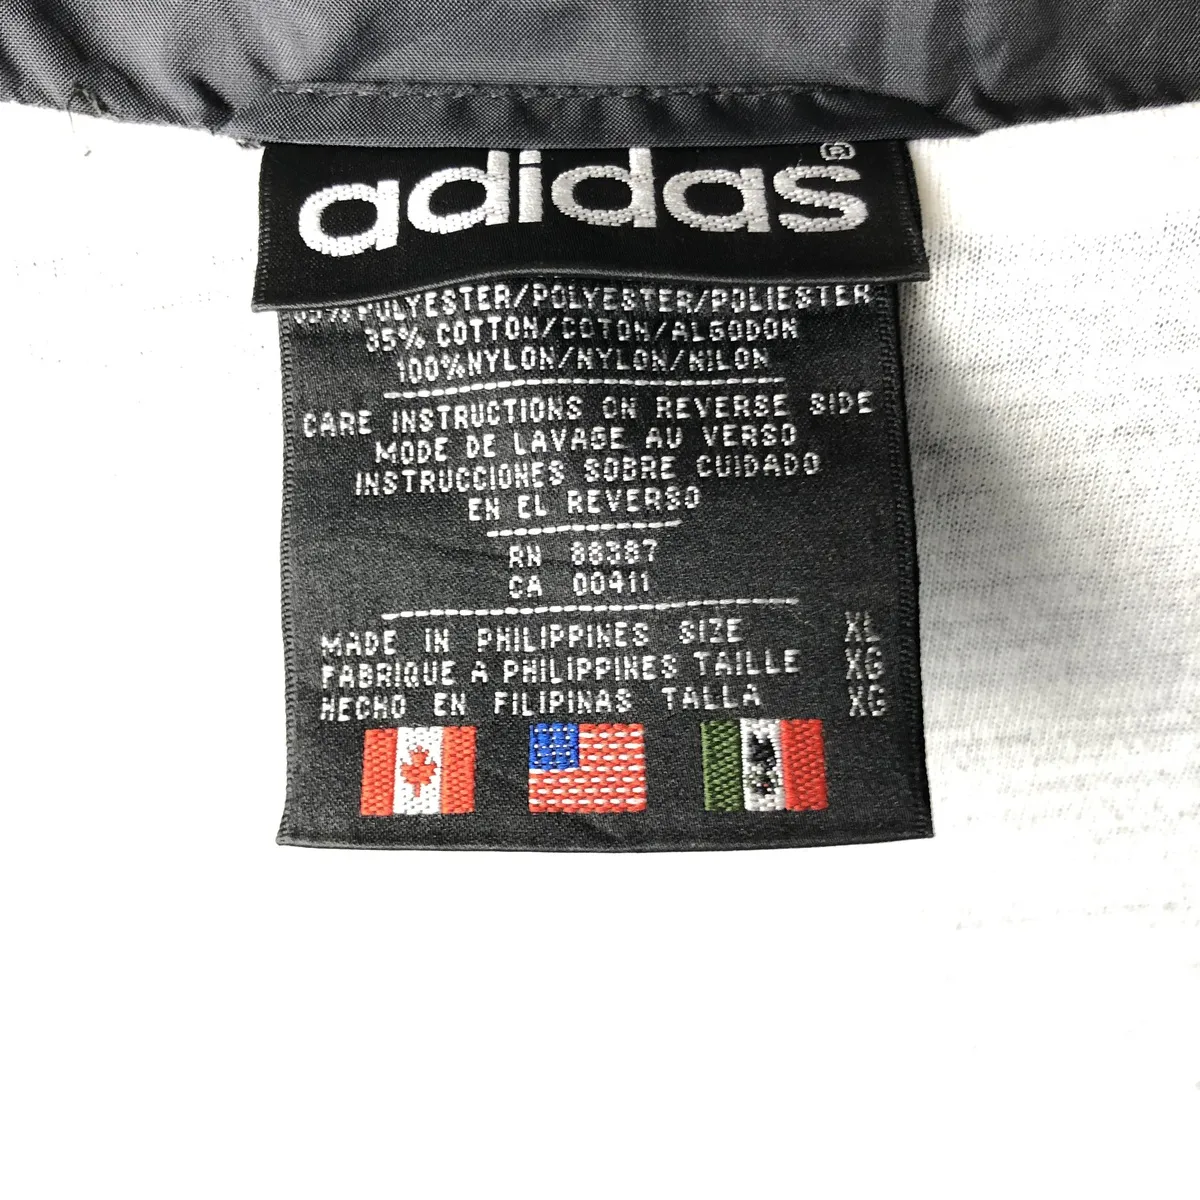 adidas®
65% POLYESTER/POLYESTER/POLIESTER
35% COTTON/COTON/ALGODON
100%NYLON/NYLON/NILON
CARE INSTRUCTIONS ON REVERSE SIDE
MODE DE LAVAGE AU VERSO
INSTRUCCIONES SOBRE CUIDADO
EN EL REVERSO
RN 88387
CA 00411
MADE IN PHILIPPINES SIZE XL
FABRIQUE A PHILIPPINES TAILLE XG
HECHO EN FILIPINAS TALLA XG